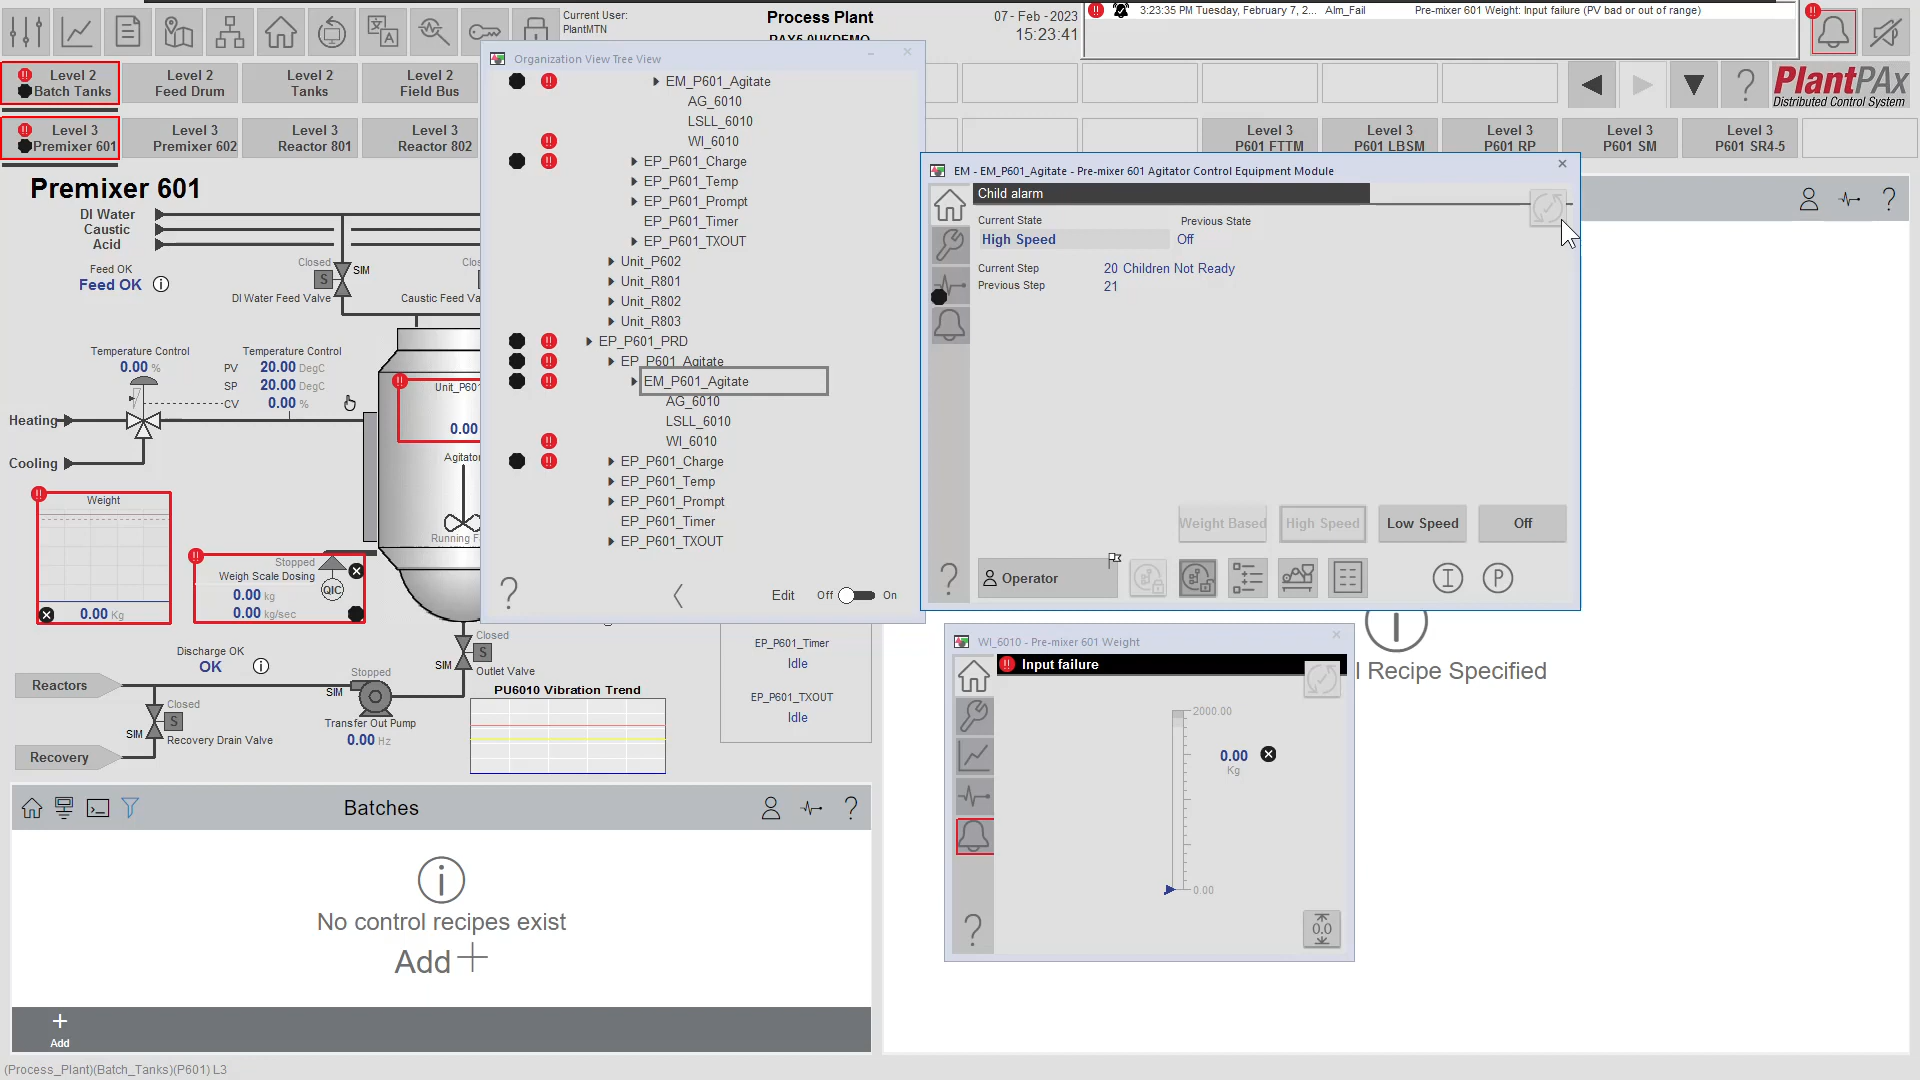 Current User:
PlantMTN
Process Plant
07 - Feb -2023
15:23:41
3:23:35 PM Tuesday, February 7, 2... Alm_Fail Pre-mixer 601 Weight: Input failure (PV bad or out of range)
Level 2
Batch Tanks
Level 2
Feed Drum
Level 2
Tanks
Level 2
Field Bus
PlantPAx
Distributed Control System
Level 3
Premixer 601
Level 3
Premixer 602
Level 3
Reactor 801
Level 3
Reactor 802
Level 3
P601 FTTM
Level 3
P601 LBSM
Level 3
P601 RP
Level 3
P601 SM
Level 3
P601 SR4-5
Premixer 601
DI Water
Caustic
Acid
Feed OK
Feed OK
Closed
S
SIM
DI Water Feed Valve
Caustic Feed Va
Temperature Control
0.00 %
Temperature Control
PV 20.00 DegC
SP 20.00 DegC
CV 0.00 %
Heating
Cooling
Unit_P601
0.00
Agitator
Running F
Weight
0.00 Kg
Stopped
Weigh Scale Dosing
QIC
0.00 kg
0.00 kg/sec
Discharge OK
OK
Closed
S
SIM
Outlet Valve
Reactors
Stopped
SIM
Transfer Out Pump
0.00 Hz
Closed
S
SIM
Recovery Drain Valve
Recovery
PU6010 Vibration Trend
EP_P601_Timer
Idle
EP_P601_TXOUT
Idle
Organization View Tree View
EM_P601_Agitate
AG_6010
LSLL_6010
WI_6010
EP_P601_Charge
EP_P601_Temp
EP_P601_Prompt
EP_P601_Timer
EP_P601_TXOUT
Unit_P602
Unit_R801
Unit_R802
Unit_R803
EP_P601_PRD
EP_P601_Agitate
EM_P601_Agitate
AG_6010
LSLL_6010
WI_6010
EP_P601_Charge
EP_P601_Temp
EP_P601_Prompt
EP_P601_Timer
EP_P601_TXOUT
?
Edit Off On
EM - EM_P601_Agitate - Pre-mixer 601 Agitator Control Equipment Module
Child alarm
Current State Previous State
High Speed Off
Current Step 20 Children Not Ready
Previous Step 21
Weight Based High Speed Low Speed Off
? Operator
I P
WI_6010 - Pre-mixer 601 Weight
Input failure
2000.00
0.00
Kg
0.00
?
0.0
l Recipe Specified
Batches
No control recipes exist
Add +
+
Add
(Process_Plant)(Batch_Tanks)(P601) L3